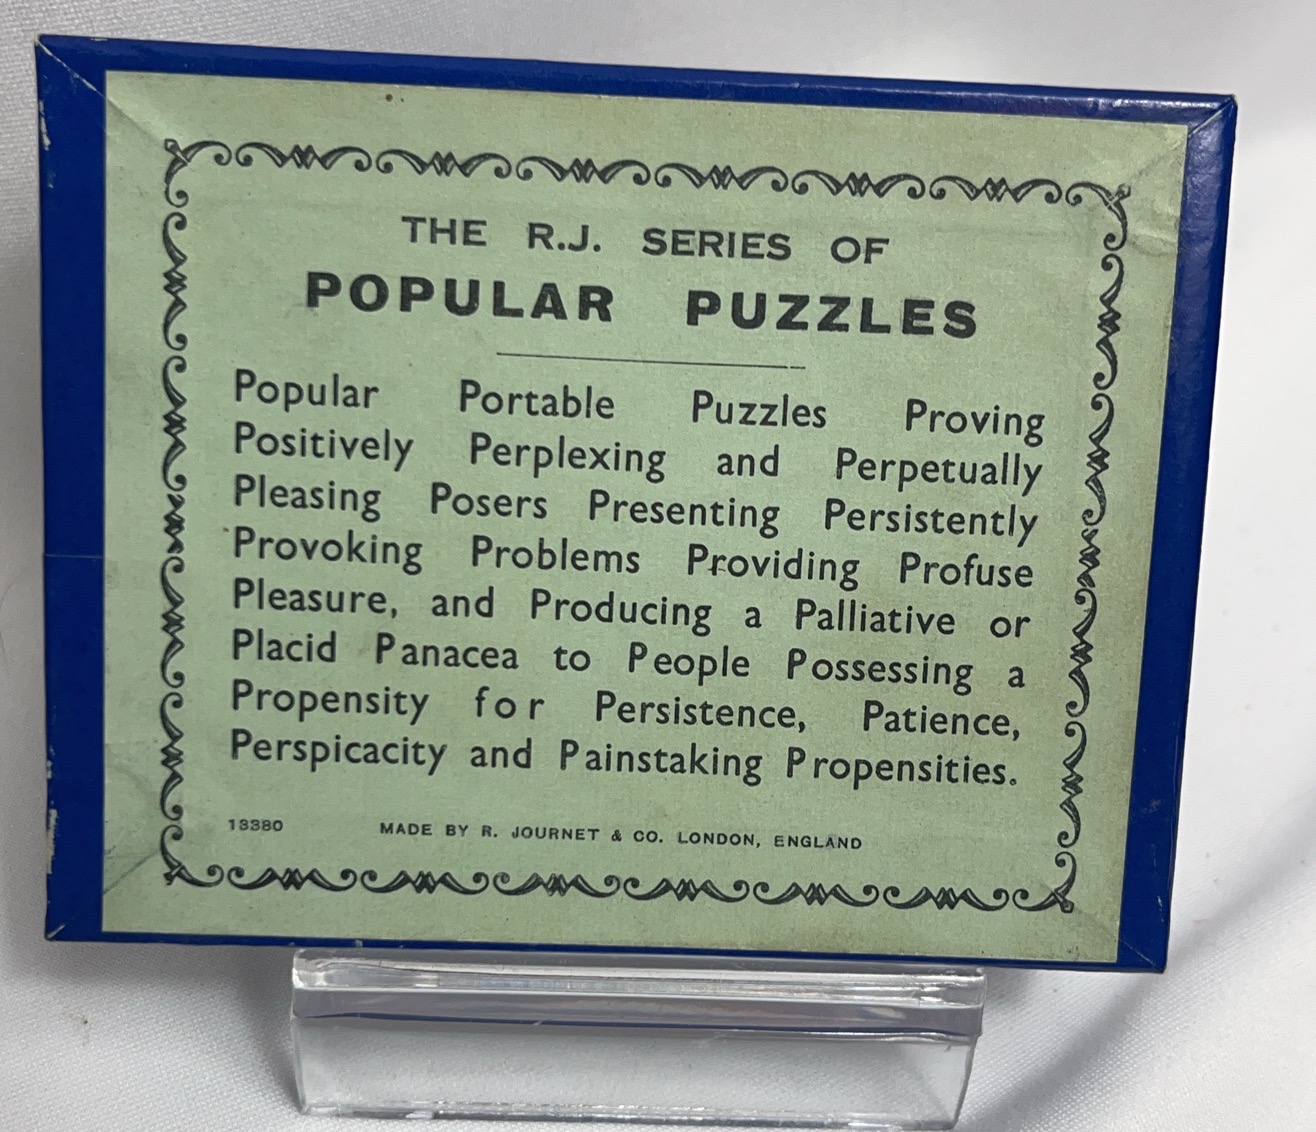 THE R.J. SERIES OF
POPULAR PUZZLES
Popular Portable Puzzles Proving
Positively Perplexing and Perpetually
Pleasing Posers Presenting Persistently
Provoking Problems Providing Profuse
Pleasure, and Producing a Palliative or
Placid Panacea to People Possessing a
Propensity for Persistence, Patience,
Perspicacity and Painstaking Propensities.
13380 MADE BY R. JOURNET & CO. LONDON, ENGLAND